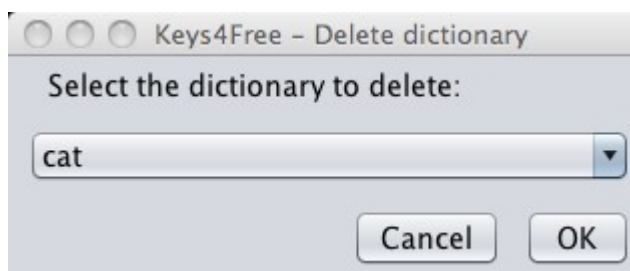 Keys4Free – Delete dictionary
Select the dictionary to delete:
cat
Cancel OK